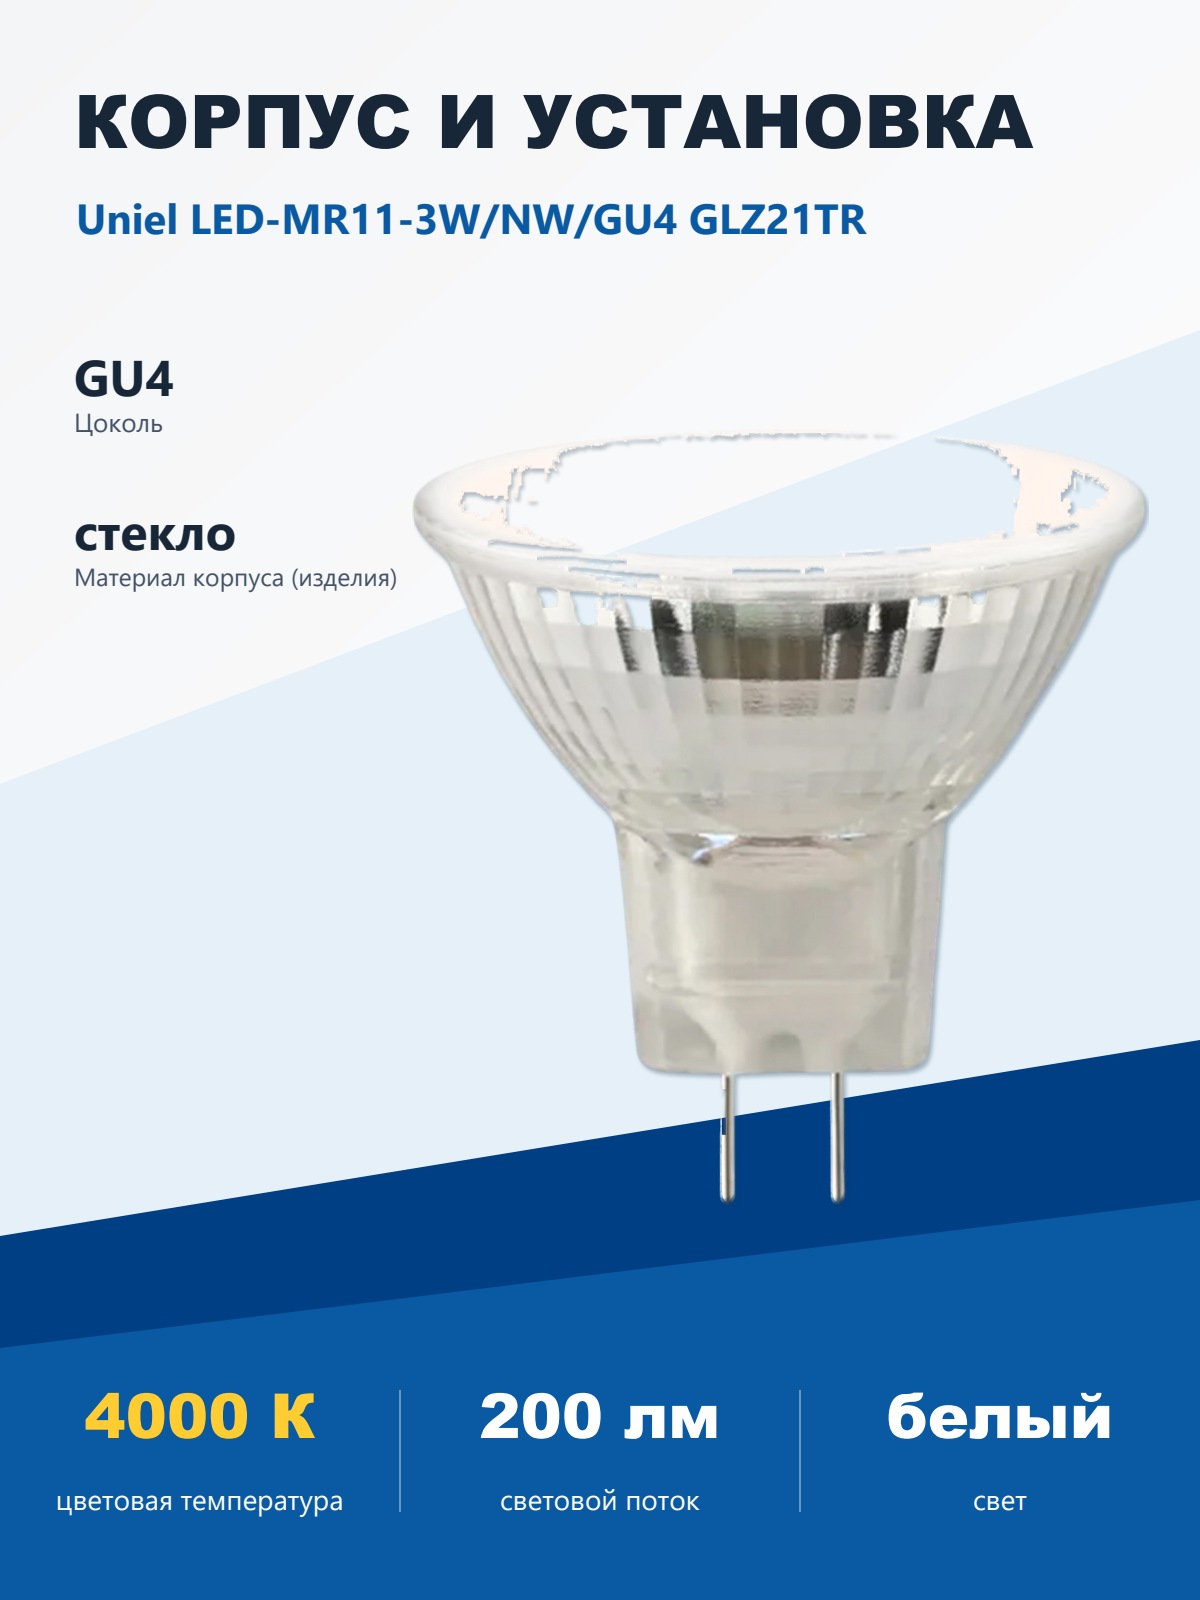 КОРПУС И УСТАНОВКА
Uniel LED-MR11-3W/NW/GU4 GLZ21TR
GU4
Цоколь
стекло
Материал корпуса (изделия)
4000 К
цветовая температура
200 лм
световой поток
белый
свет